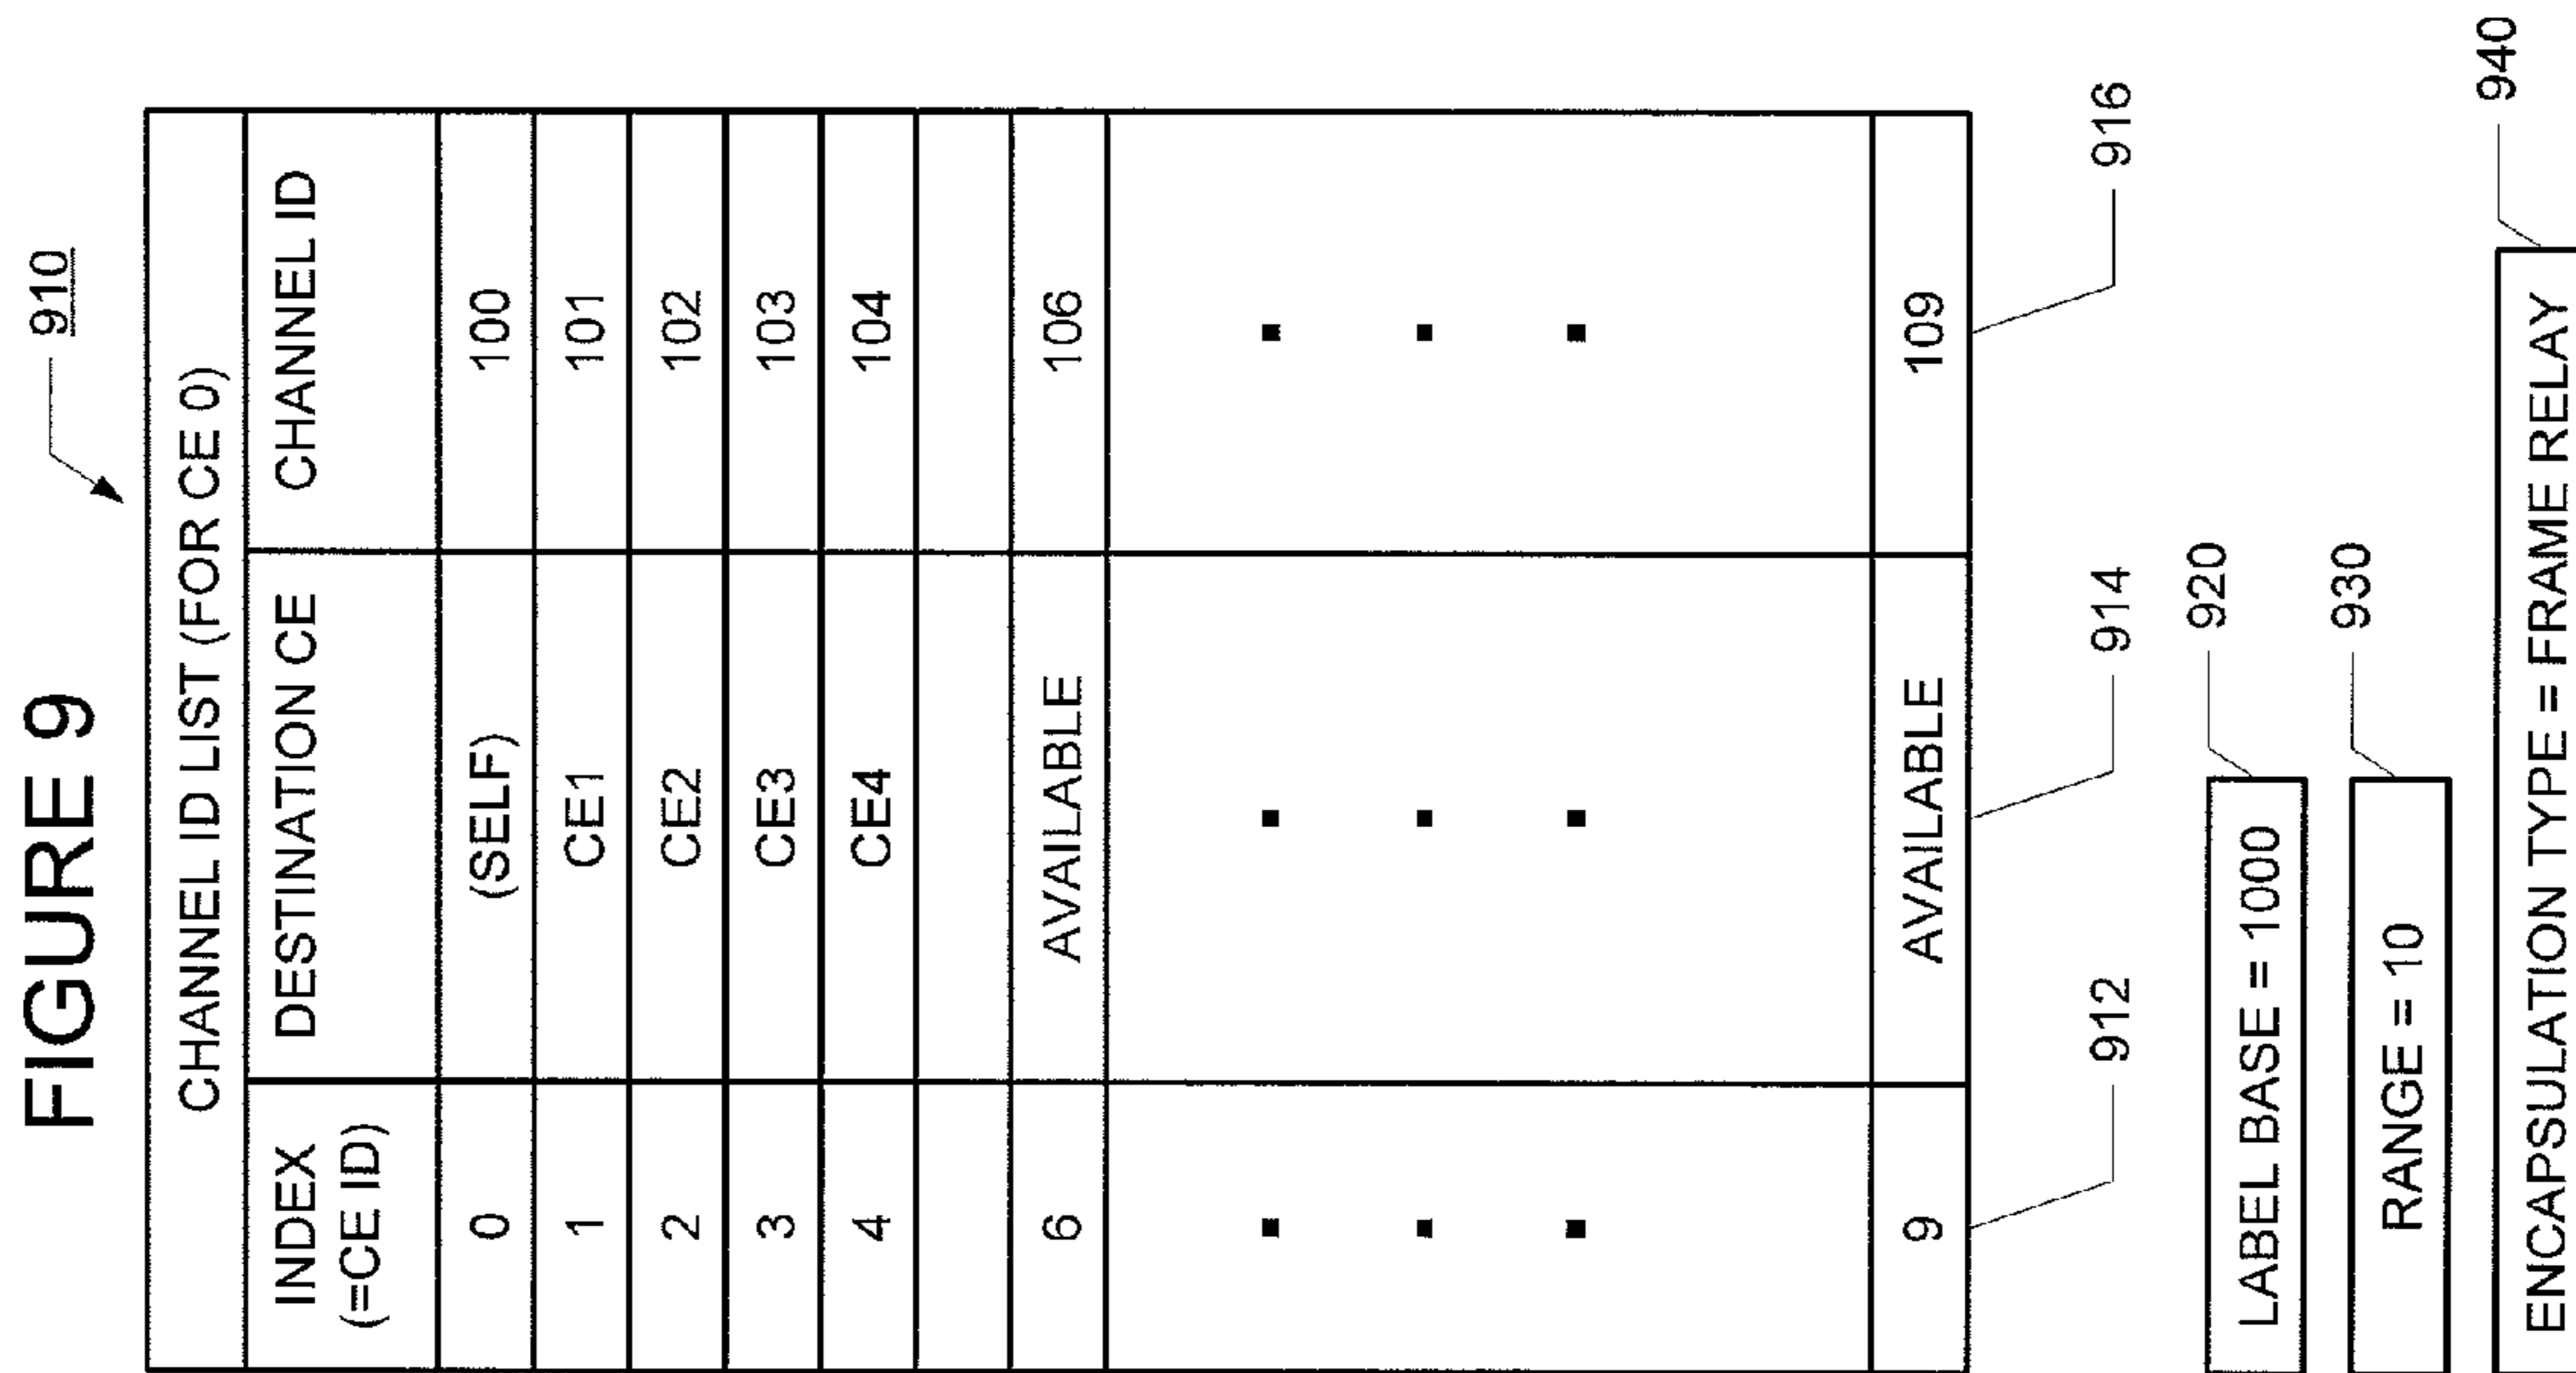 FIGURE 9
910
CHANNEL ID LIST (FOR CE 0)
INDEX (=CE ID) DESTINATION CE CHANNEL ID
0 (SELF) 100
1 CE1 101
2 CE2 102
3 CE3 103
4 CE4 104
6 AVAILABLE 106
9 AVAILABLE 109
912 914 916
LABEL BASE = 1000 920
RANGE = 10 930
ENCAPSULATION TYPE = FRAME RELAY 940